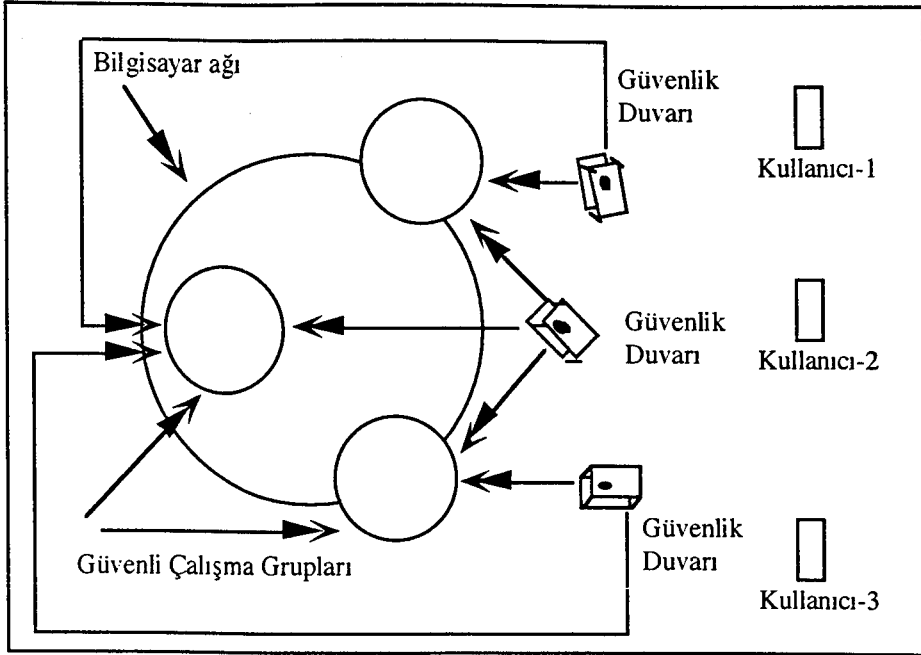 Bilgisayar ağı
Güvenlik
Duvarı
Kullanıcı-1
Güvenlik
Duvarı
Kullanıcı-2
Güvenlik
Duvarı
Güvenli Çalışma Grupları
Kullanıcı-3